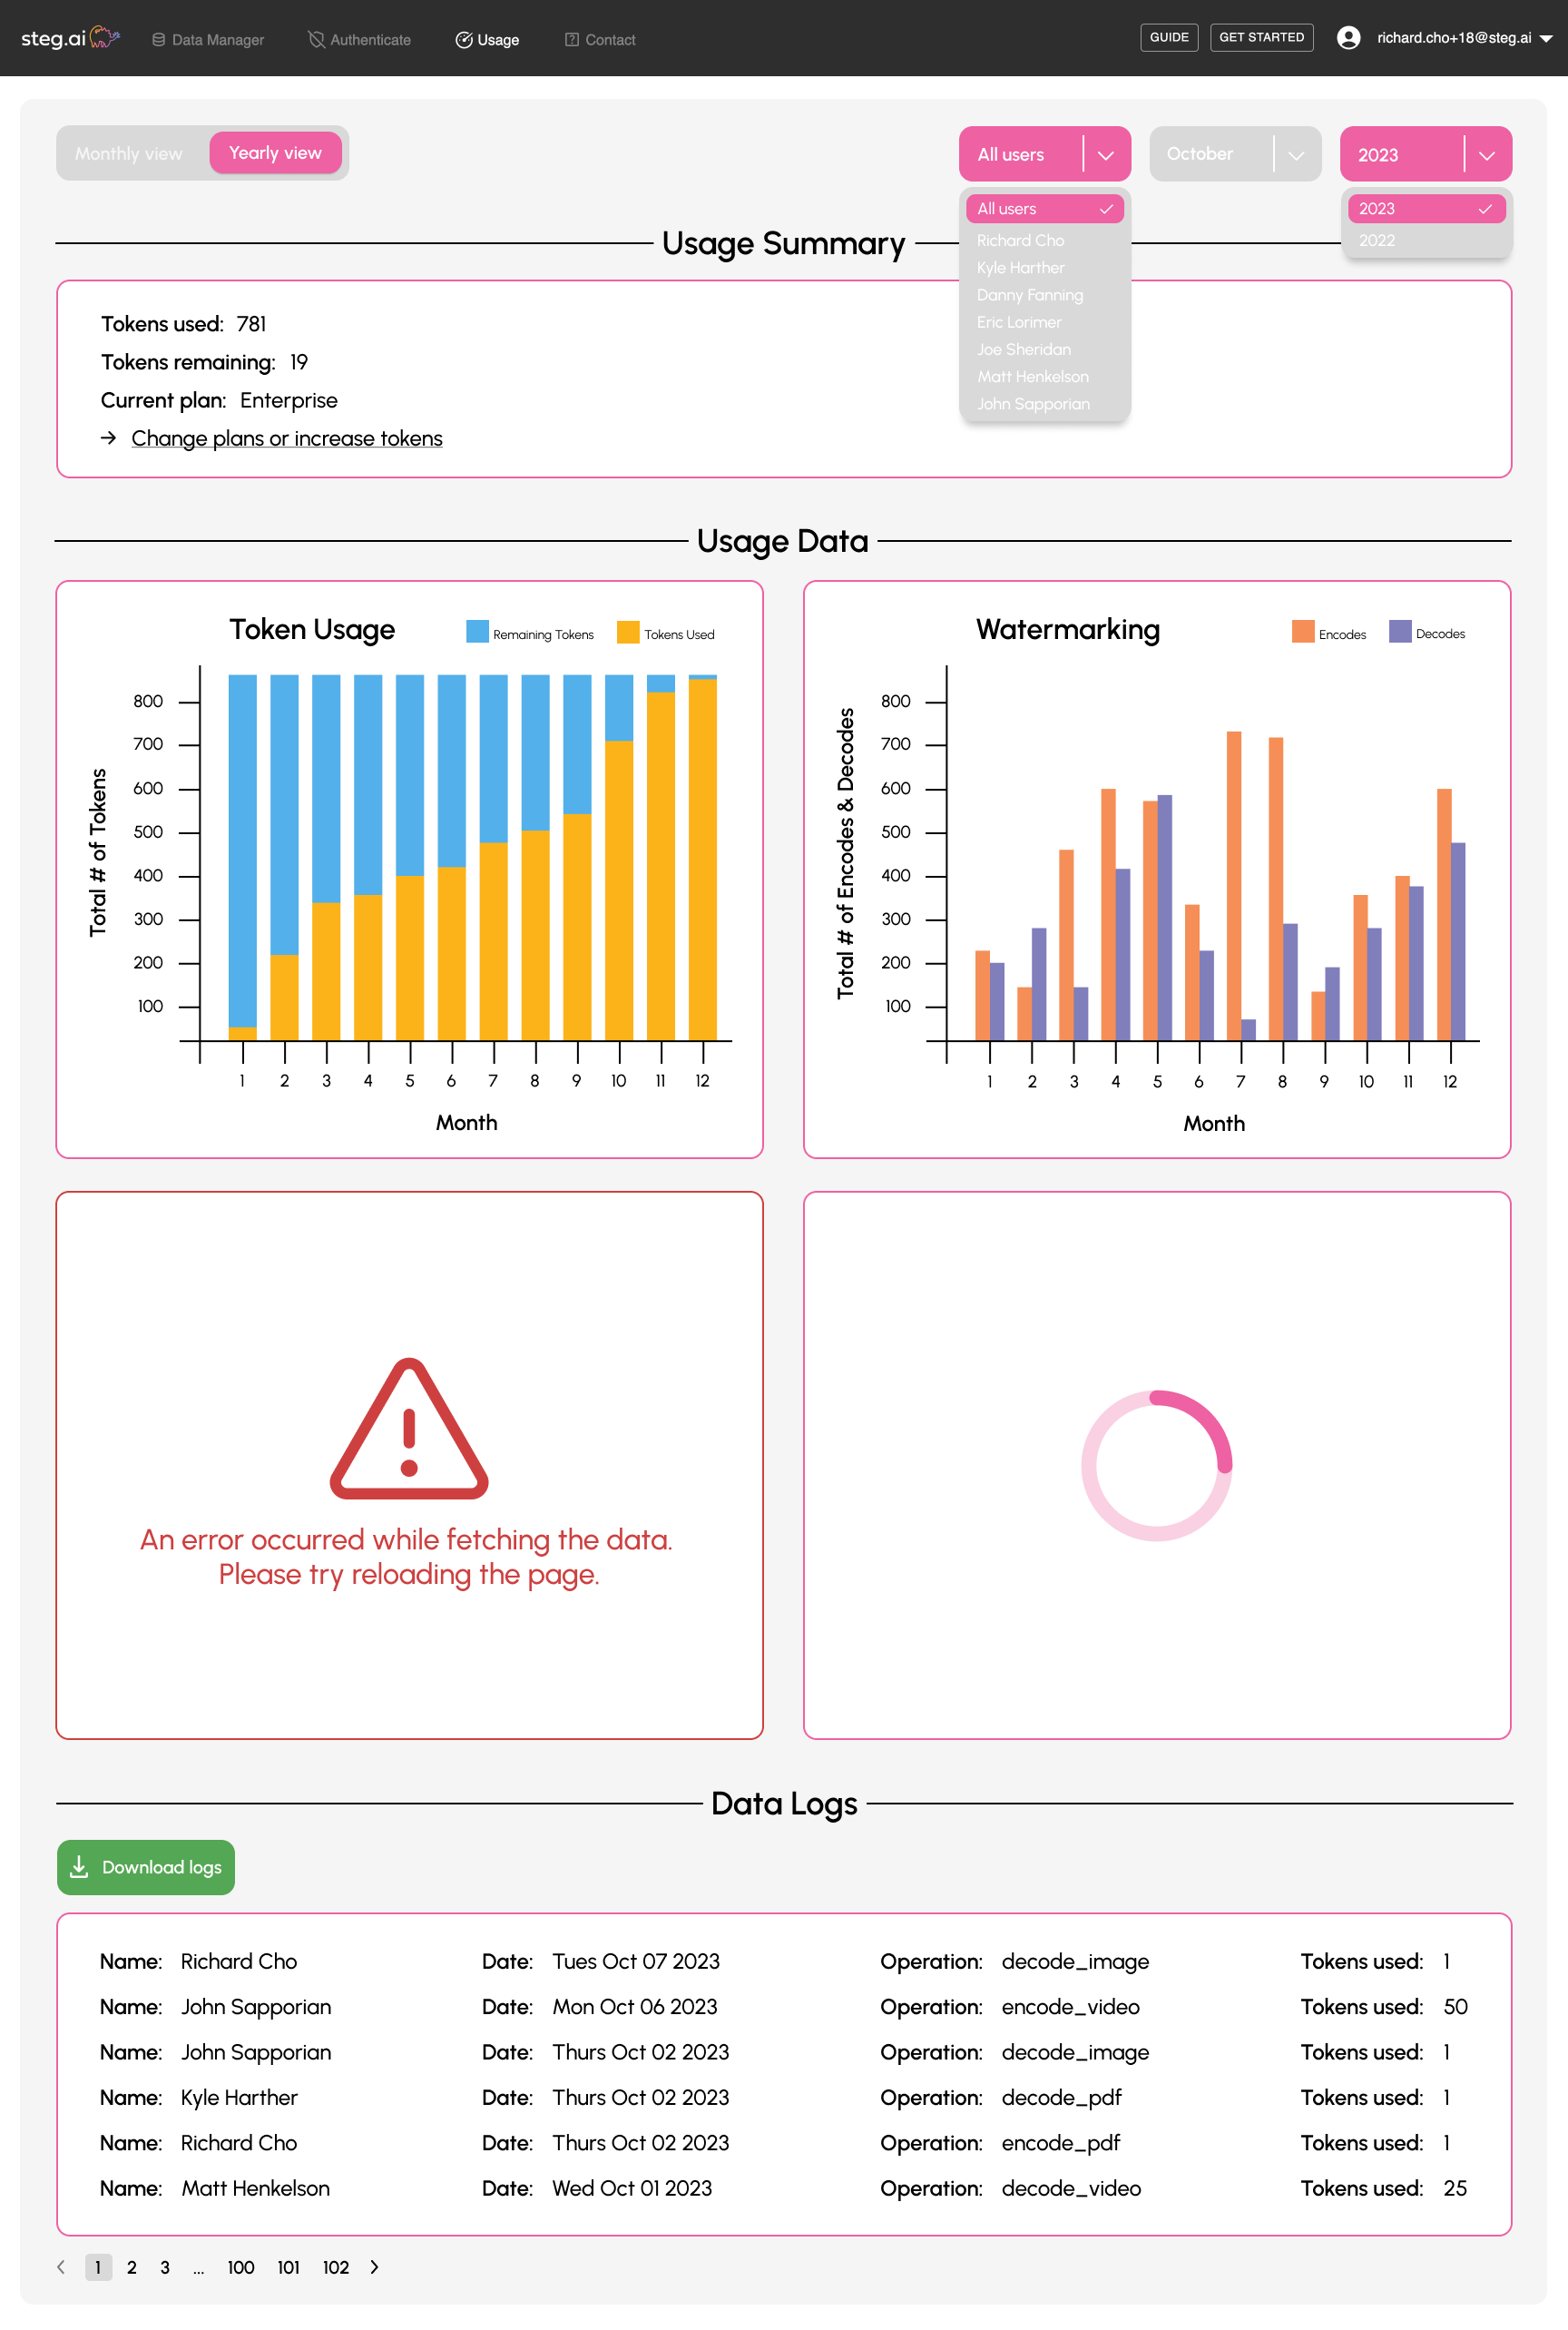 steg.ai Data Manager Authenticate Usage Contact GUIDE GET STARTED richard.cho+18@steg.ai
Monthly view Yearly view All users October 2023
All users
Richard Cho
Kyle Harther
Danny Fanning
Eric Lorimer
Joe Sheridan
Matt Henkelson
John Sapporian
2023
2022
Usage Summary
Tokens used: 781
Tokens remaining: 19
Current plan: Enterprise
→ Change plans or increase tokens
Usage Data
Token Usage Remaining Tokens Tokens Used
Total # of Tokens
800
700
600
500
400
300
200
100
1 2 3 4 5 6 7 8 9 10 11 12
Month
Watermarking Encodes Decodes
Total # of Encodes & Decodes
800
700
600
500
400
300
200
100
1 2 3 4 5 6 7 8 9 10 11 12
Month
An error occurred while fetching the data.
Please try reloading the page.
Data Logs
Download logs
Name: Richard Cho Date: Tues Oct 07 2023 Operation: decode_image Tokens used: 1
Name: John Sapporian Date: Mon Oct 06 2023 Operation: encode_video Tokens used: 50
Name: John Sapporian Date: Thurs Oct 02 2023 Operation: decode_image Tokens used: 1
Name: Kyle Harther Date: Thurs Oct 02 2023 Operation: decode_pdf Tokens used: 1
Name: Richard Cho Date: Thurs Oct 02 2023 Operation: encode_pdf Tokens used: 1
Name: Matt Henkelson Date: Wed Oct 01 2023 Operation: decode_video Tokens used: 25
1 2 3 ... 100 101 102